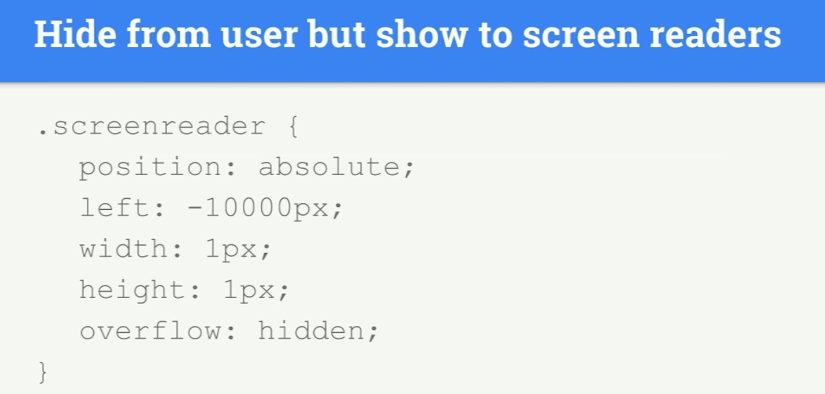 Hide from user but show to screen readers
.screenreader {
position: absolute;
left: -10000px;
width: 1px;
height: 1px;
overflow: hidden;
}